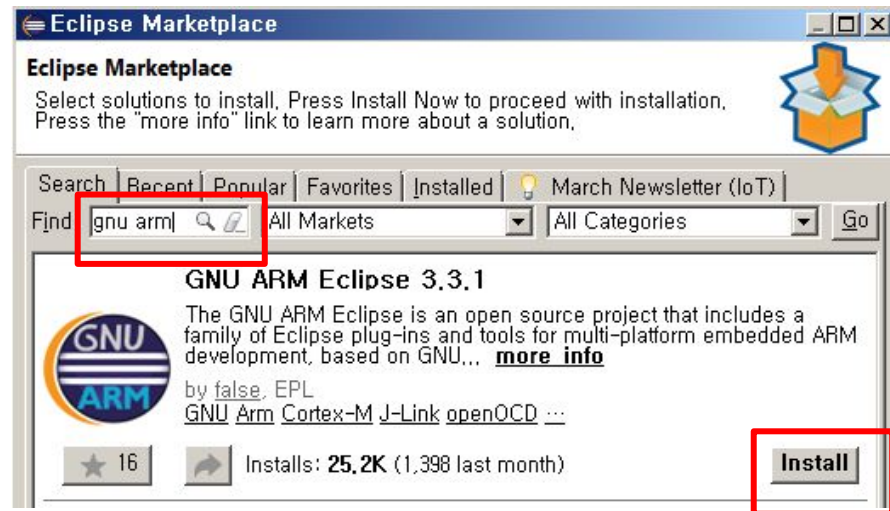 Eclipse Marketplace
Eclipse Marketplace
Select solutions to install, Press Install Now to proceed with installation,
Press the "more info" link to learn more about a solution,
Search Recent Popular Favorites Installed March Newsletter (IoT)
Find gnu arm All Markets All Categories Go
GNU ARM Eclipse 3,3,1
The GNU ARM Eclipse is an open source project that includes a
family of Eclipse plug-ins and tools for multi-platform embedded ARM
development, based on GNU,,, more info
by false, EPL
GNU Arm Cortex-M J-Link openOCD ...
GNU
ARM
16 Installs: 25,2K (1,398 last month) Install